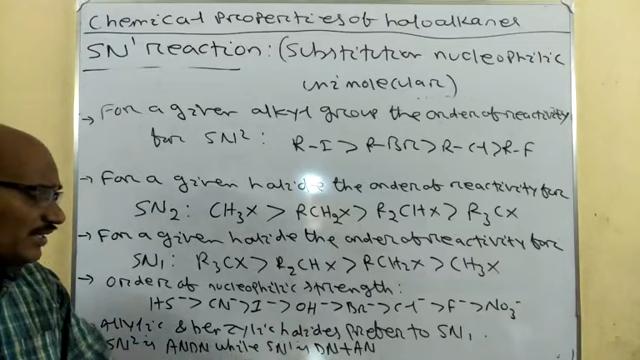 Chemical Properties of haloalkanes
SN¹ reaction: (Substitution nucleophilic
unimolecular)
→ For a given alkyl group the order of reactivity
for SN²: R-I > R-Br > R-Cl > R-F
→ For a given halide the order of reactivity for
SN₂: CH₃X > RCH₂X > R₂CHX > R₃CX
→ For a given halide the order of reactivity for
SN₁: R₃CX > R₂CHX > RCH₂X > CH₃X
→ Order of nucleophilic strength:
HS⁻ > CN⁻ > I⁻ > OH⁻ > Br⁻ > Cl⁻ > F⁻ > NO₃⁻
Allylic & benzylic halides prefer to SN₁.
SN² is ANDN while SN¹ is DN+AN